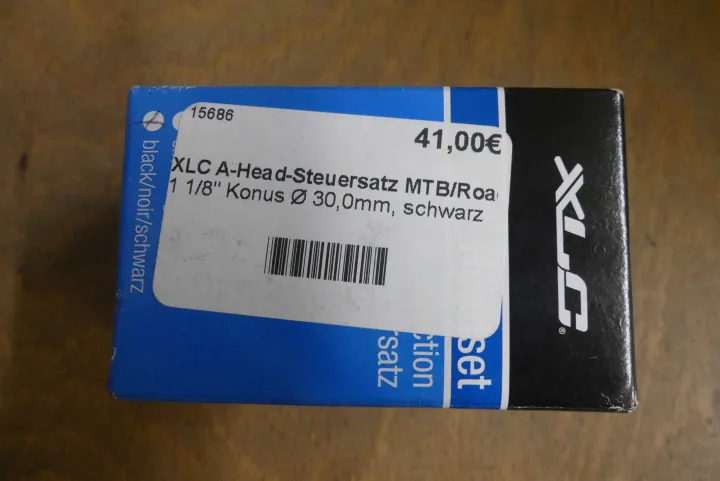 15686
41,00€
XLC A-Head-Steuersatz MTB/Roa
1 1/8" Konus Ø 30,0mm, schwarz
black/noir/schwarz
XLC®
set
ction
rsatz